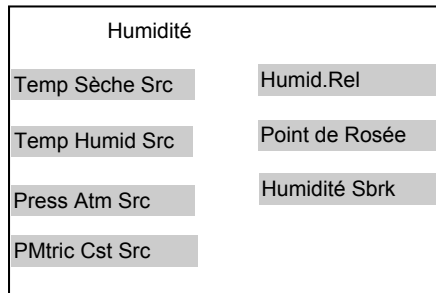 Humidité
Temp Sèche Src
Temp Humid Src
Press Atm Src
PMtric Cst Src
Humid.Rel
Point de Rosée
Humidité Sbrk